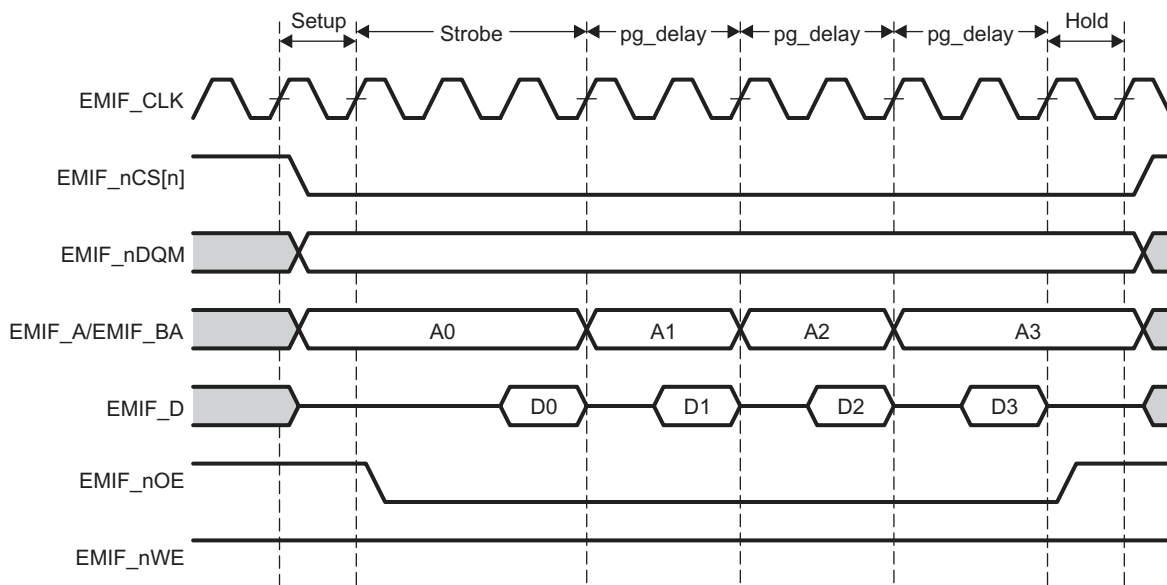 Setup Strobe pg_delay pg_delay pg_delay Hold
EMIF_CLK
EMIF_nCS[n]
EMIF_nDQM
EMIF_A/EMIF_BA A0 A1 A2 A3
EMIF_D D0 D1 D2 D3
EMIF_nOE
EMIF_nWE